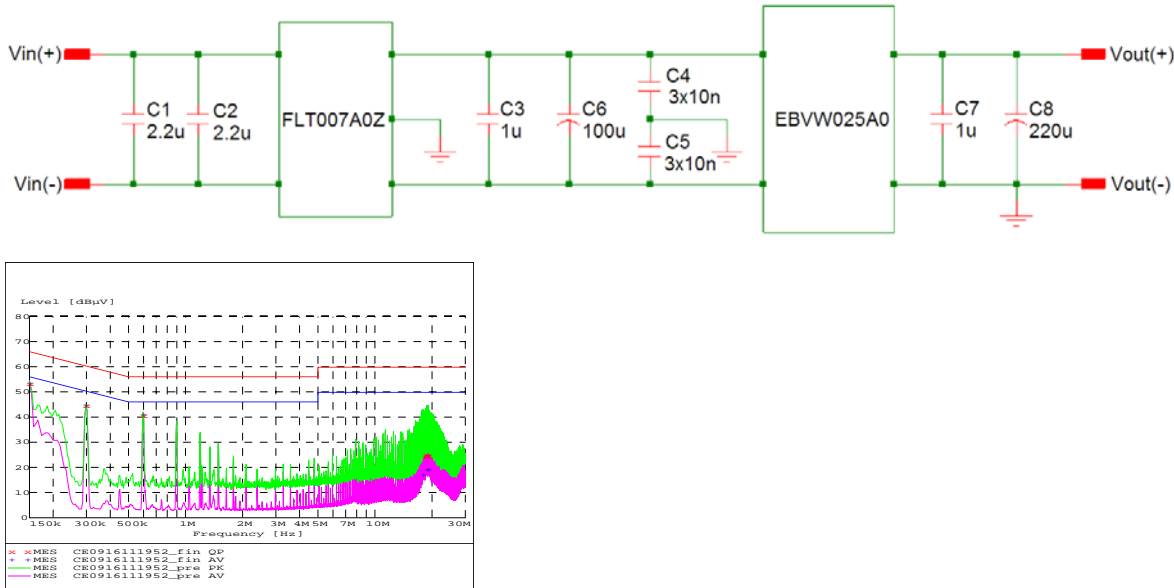 Vin(+)
C1
2.2u
C2
2.2u
FLT007A0Z
C3
1u
C6
100u
C4
3x10n
C5
3x10n
EBVW025A0
C7
1u
C8
220u
Vout(+)
Vin(-)
Vout(-)
Level [dBµV]
80
70
60
50
40
30
20
10
0
150k 300k 500k 1M 2M 3M 4M 5M 7M 10M 30M
Frequency [Hz]
x xMES CE0916111952_fin QP
+ +MES CE0916111952_fin AV
MES CE0916111952_pre PK
MES CE0916111952_pre AV